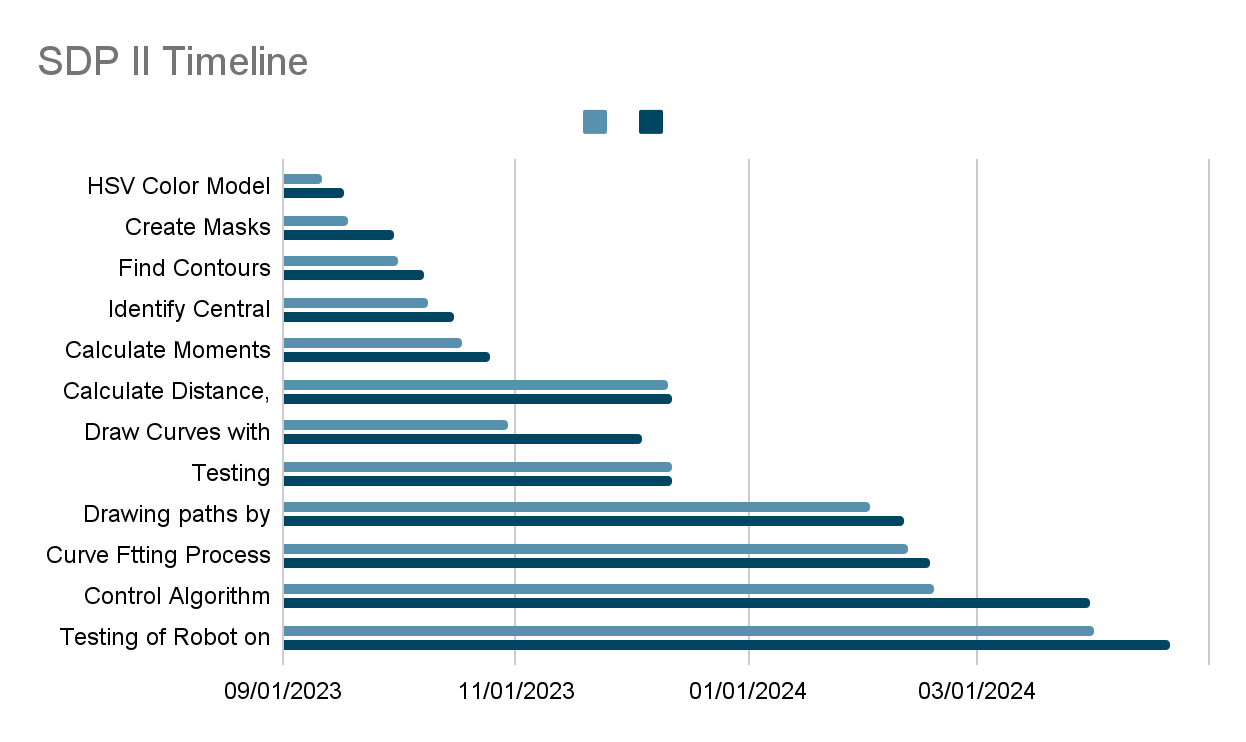 SDP II Timeline
HSV Color Model
Create Masks
Find Contours
Identify Central
Calculate Moments
Calculate Distance,
Draw Curves with
Testing
Drawing paths by
Curve Ftting Process
Control Algorithm
Testing of Robot on
09/01/2023
11/01/2023
01/01/2024
03/01/2024